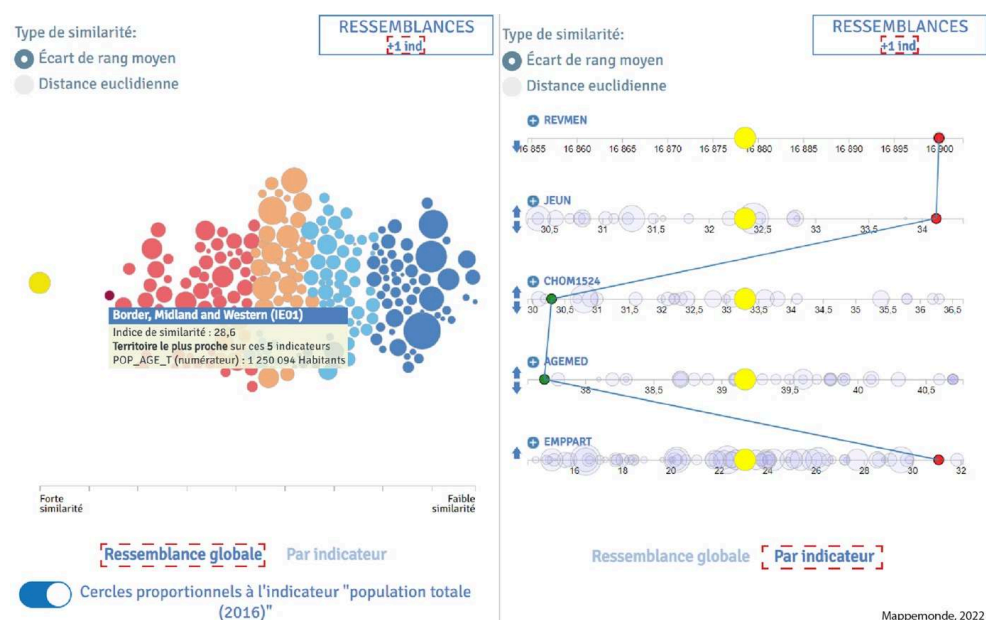 RESSEMBLANCES
+1 ind
Type de similarité:
Écart de rang moyen
Distance euclidienne
Border, Midland and Western (IE01)
Indice de similarité : 28,6
Territoire le plus proche sur ces 5 indicateurs
POP_AGE_T (numérateur) : 1 250 094 Habitants
Forte
similarité
Faible
similarité
Ressemblance globale Par indicateur
Cercles proportionnels à l'indicateur "population totale
(2016)"
RESSEMBLANCES
+1 ind
Type de similarité:
Écart de rang moyen
Distance euclidienne
REVMEN
16 855 16 860 16 865 16 870 16 875 16 880 16 885 16 890 16 895 16 900
JEUN
30,5 31 31,5 32 32,5 33 33,5 34
CHOM1524
30 30,5 31 31,5 32 32,5 33 33,5 34 34,5 35 35,5 36 36,5
AGEMED
38 38,5 39 39,5 40 40,5
EMPPART
16 18 20 22 24 26 28 30 32
Ressemblance globale Par indicateur
Mappemonde, 2022